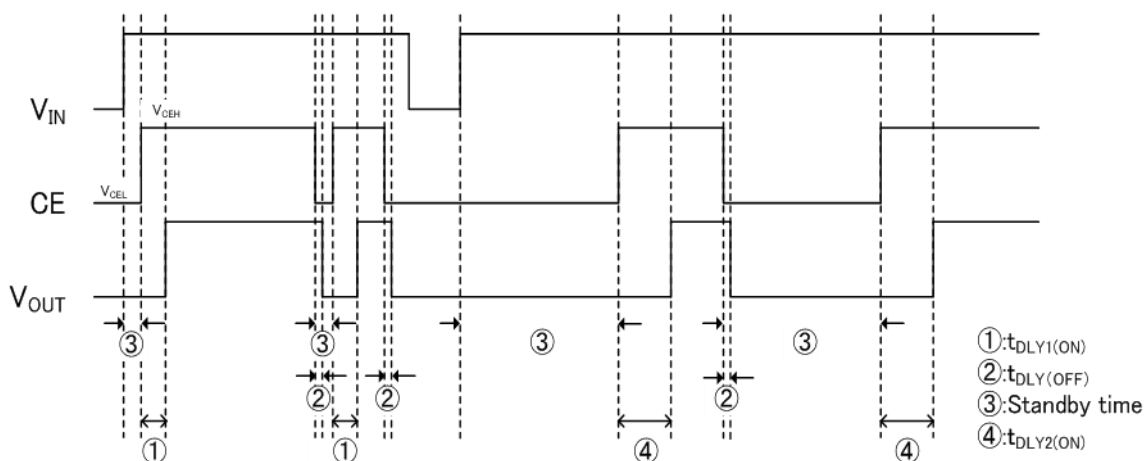 V_IN
V_CEH
V_CEL
CE
V_OUT
③ ③ ③ ③
② ② ②
① ① ④ ④
①:t_DLY1(ON)
②:t_DLY(OFF)
③:Standby time
④:t_DLY2(ON)